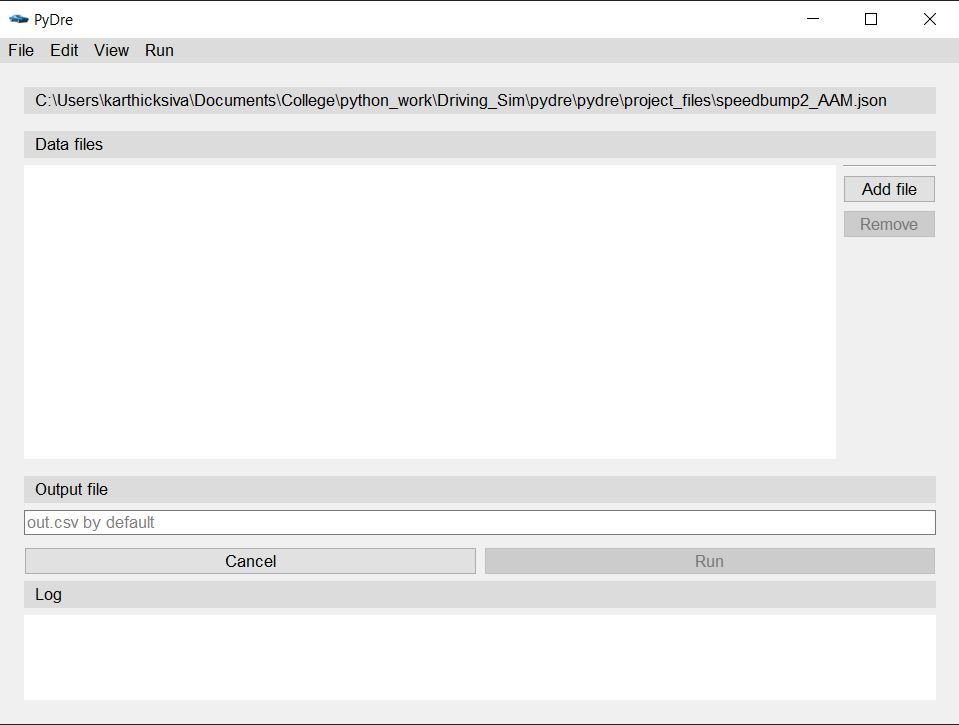 PyDre
File Edit View Run
C:\Users\karthicksiva\Documents\College\python_work\Driving_Sim\pydre\pydre\project_files\speedbump2_AAM.json
Data files
Add file
Remove
Output file
out.csv by default
Cancel Run
Log